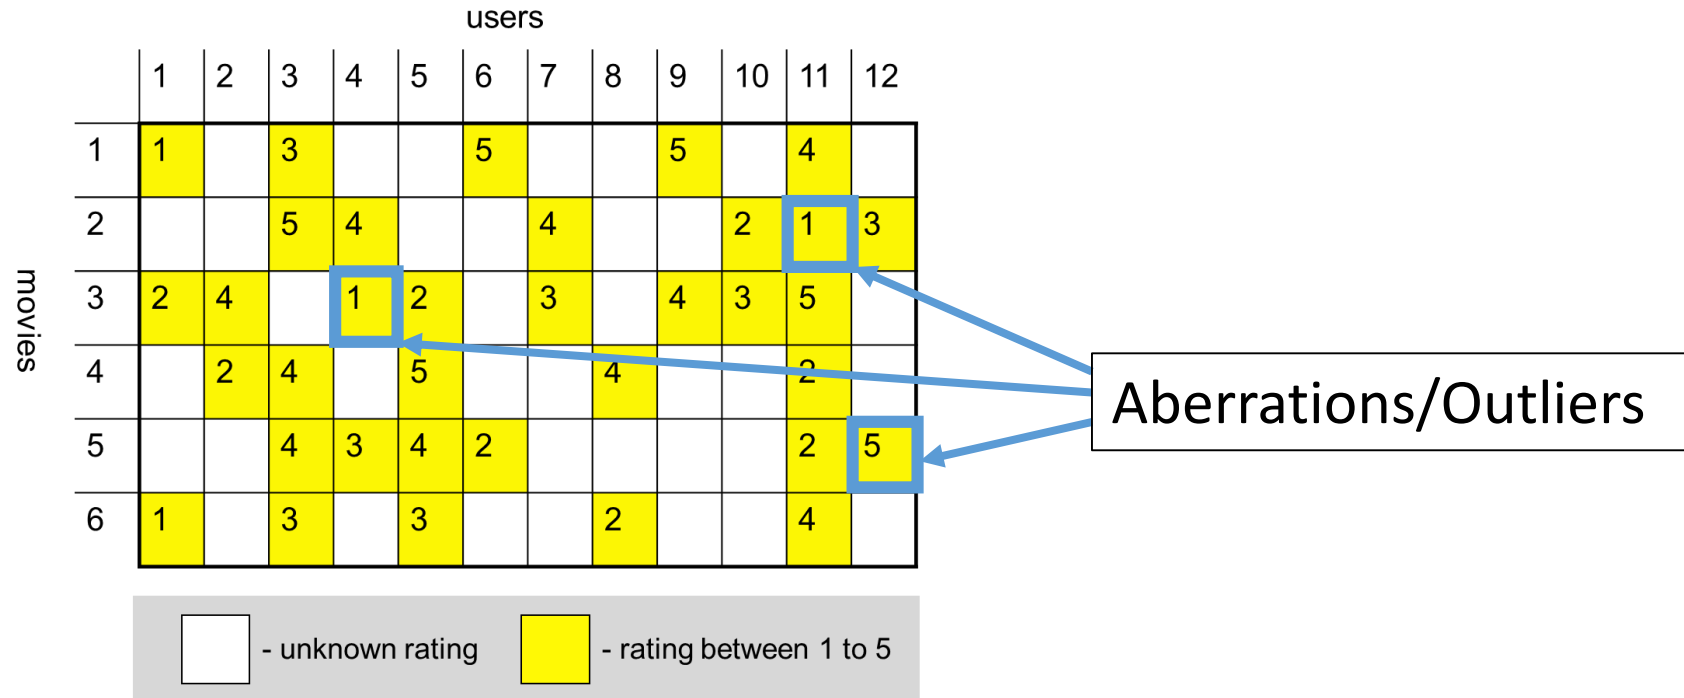 users
1 2 3 4 5 6 7 8 9 10 11 12
movies
1 1 3 5 5 4
2 5 4 4 2 1 3
3 2 4 1 2 3 4 3 5
4 2 4 5 4 2
5 4 3 4 2 2 5
6 1 3 3 2 4
Aberrations/Outliers
- unknown rating - rating between 1 to 5